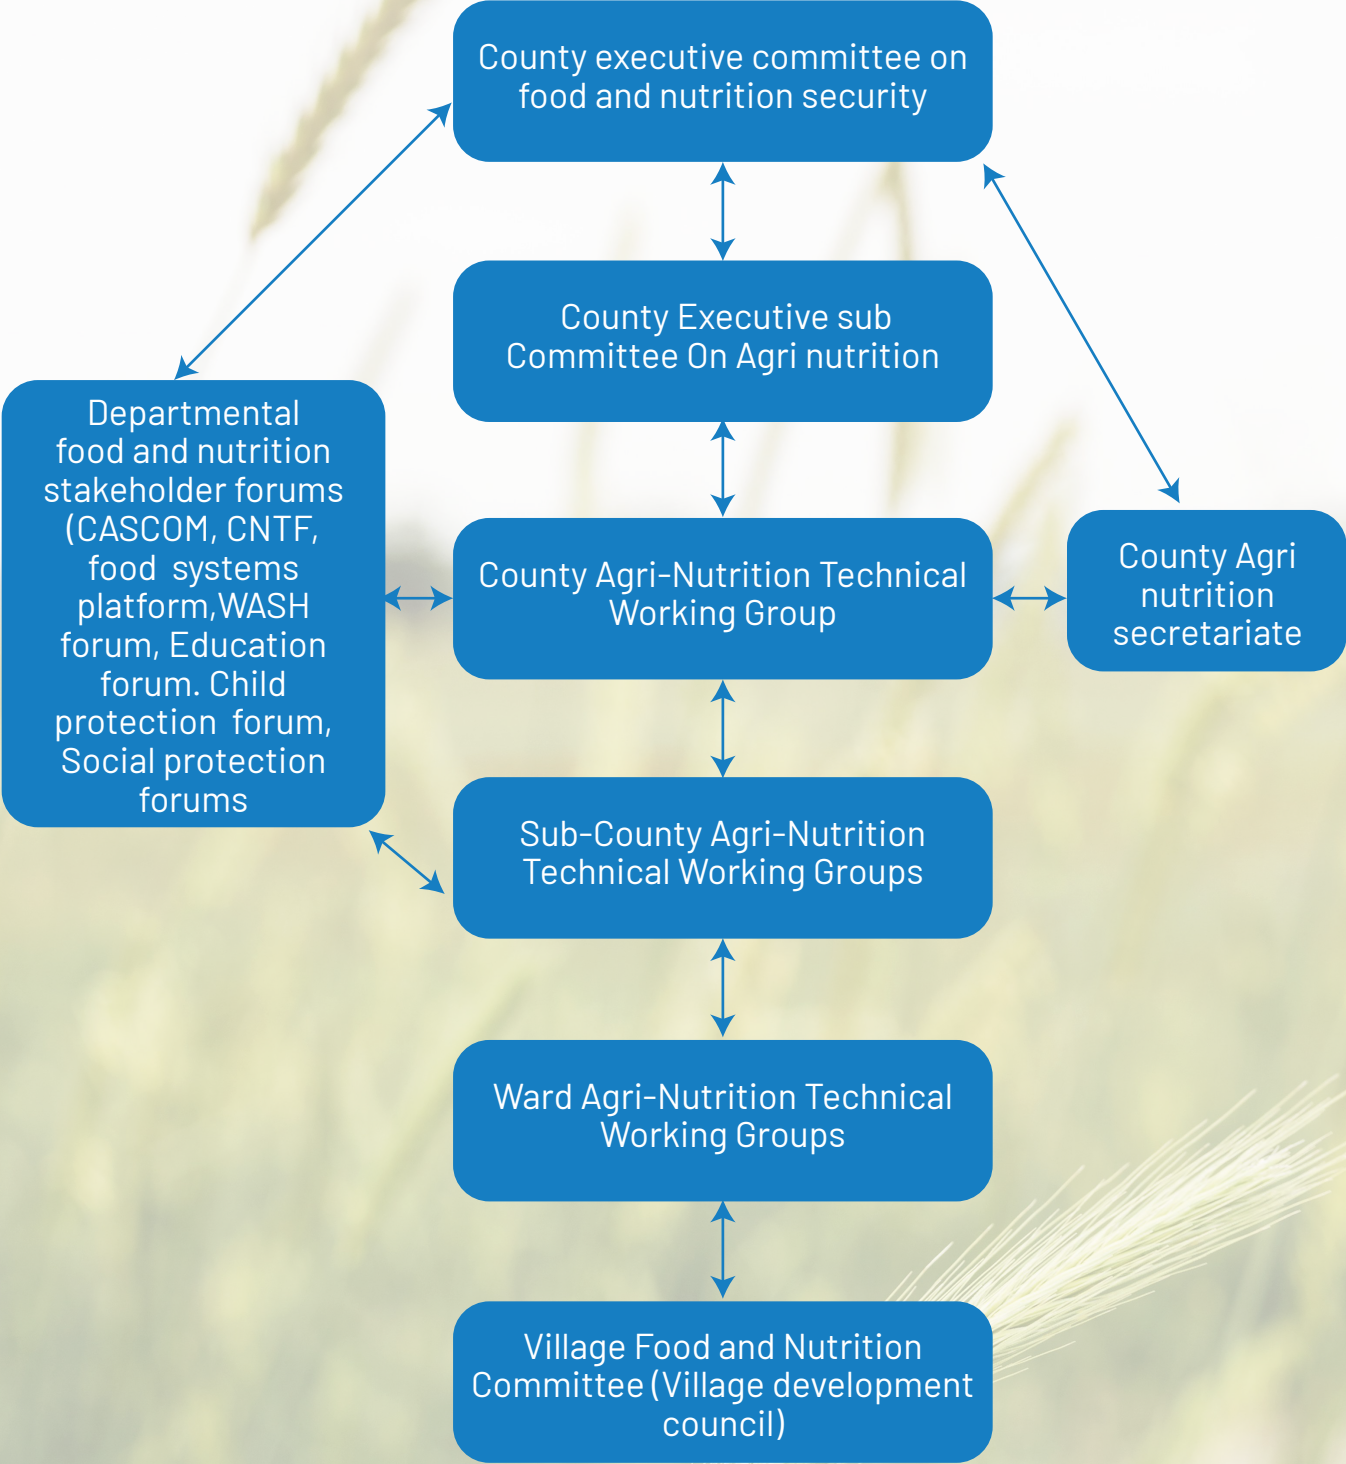 County executive committee on
food and nutrition security
County Executive sub
Committee On Agri nutrition
Departmental
food and nutrition
stakeholder forums
(CASCOM, CNTF,
food  systems
platform,WASH
forum, Education
forum. Child
protection  forum,
Social protection
forums
County Agri-Nutrition Technical
Working Group
County Agri
nutrition
secretariate
Sub-County Agri-Nutrition
Technical Working Groups
Ward Agri-Nutrition Technical
Working Groups
Village Food and Nutrition
Committee (Village development
council)